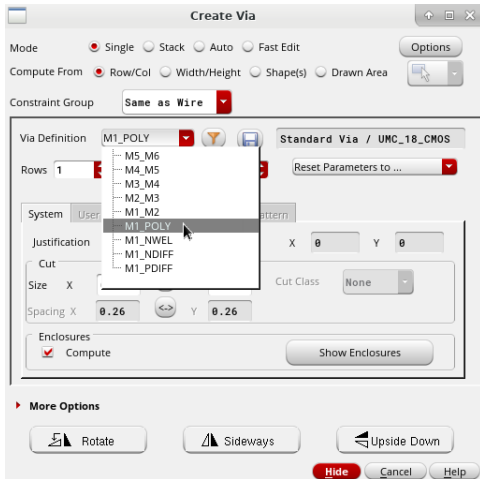 Create Via
Mode Single Stack Auto Fast Edit Options
Compute From Row/Col Width/Height Shape(s) Drawn Area
Constraint Group Same as Wire
Via Definition M1_POLY Standard Via / UMC_18_CMOS
M5_M6
M4_M5
Rows 1 Reset Parameters to ...
M3_M4
M2_M3
M1_M2
System User ttern
M1_POLY
Justification M1_NWEL X 0 Y 0
M1_NDIFF
Cut
M1_PDIFF
Size X Cut Class None
Spacing X 0.26 <-> Y 0.26
Enclosures
Compute Show Enclosures
More Options
Rotate Sideways Upside Down
Hide Cancel Help